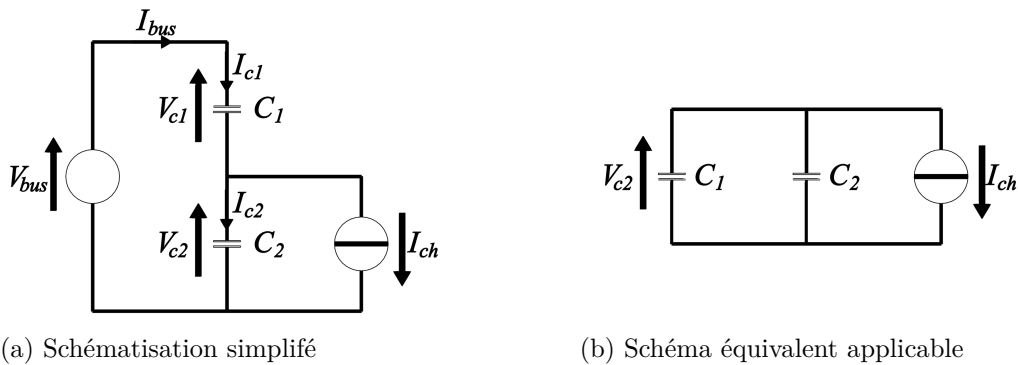 I_bus
I_c1
V_c1 C_1
V_bus
I_c2
V_c2 C_2 I_ch
(a) Schématisation simplifé
V_c2 C_1 C_2 I_ch
(b) Schéma équivalent applicable